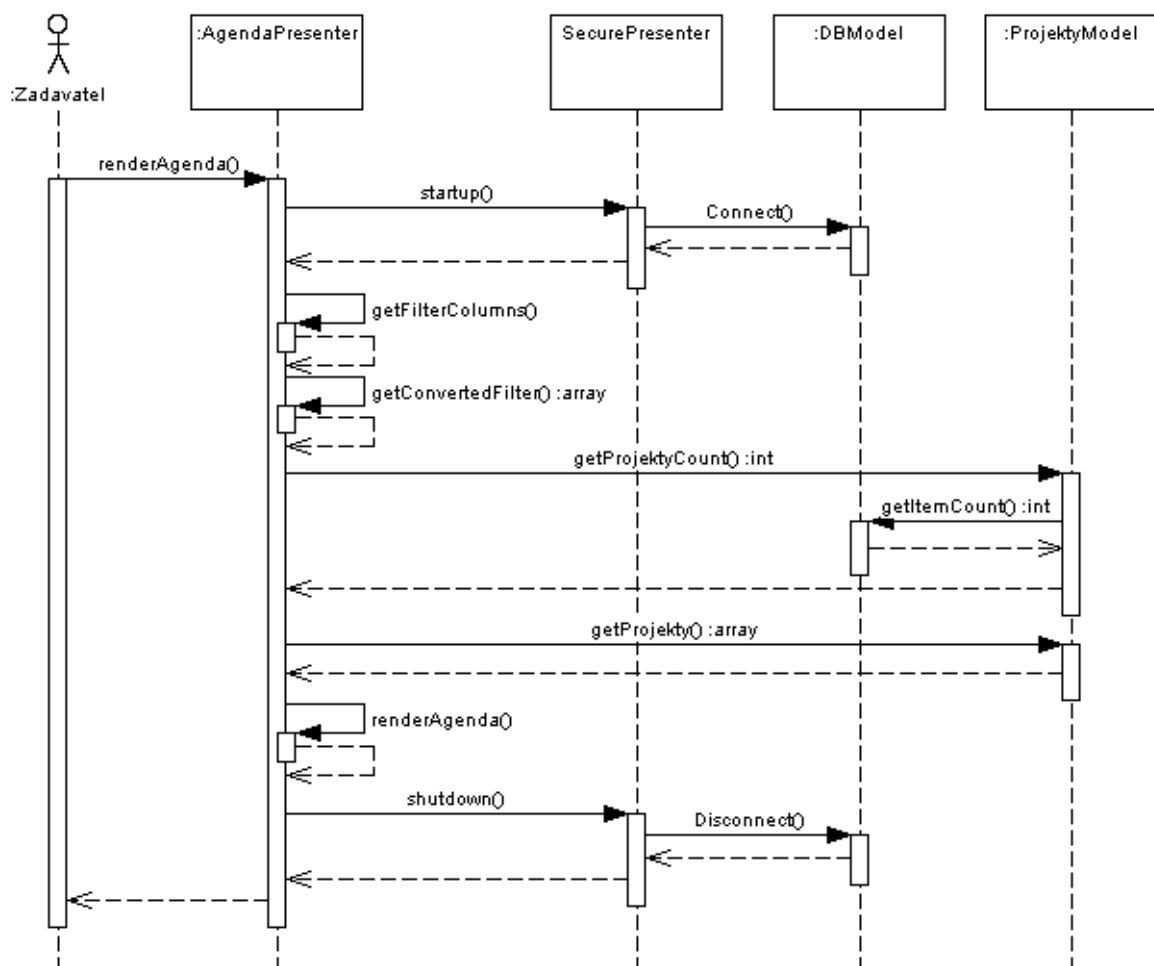 :AgendaPresenter
SecurePresenter
:DBModel
:ProjektyModel
:Zadavatel
renderAgenda()
startup()
Connect()
getFilterColumns()
getConvertedFilter() :array
getProjektyCount() :int
getItemCount() :int
getProjekty() :array
renderAgenda()
shutdown()
Disconnect()